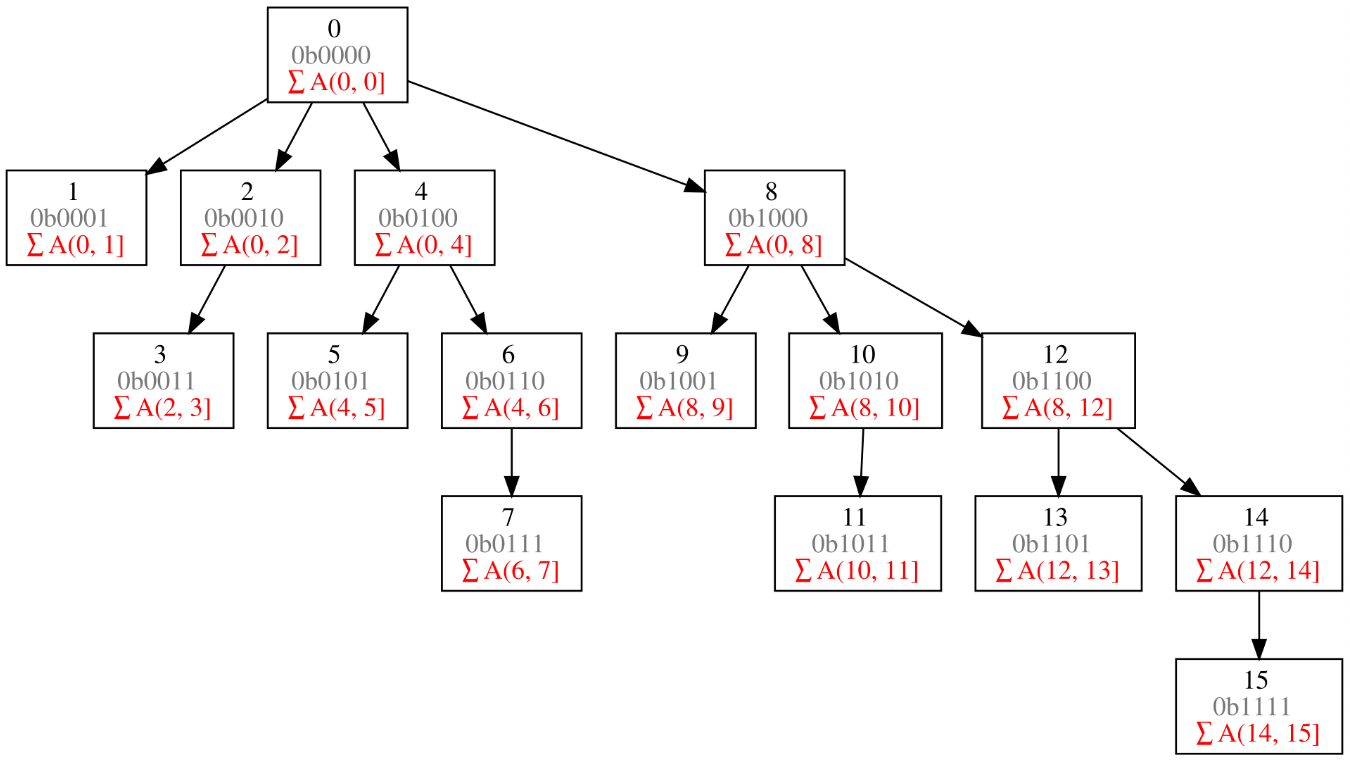 0
0b0000
∑ A(0, 0]
1
0b0001
∑ A(0, 1]
2
0b0010
∑ A(0, 2]
4
0b0100
∑ A(0, 4]
8
0b1000
∑ A(0, 8]
3
0b0011
∑ A(2, 3]
5
0b0101
∑ A(4, 5]
6
0b0110
∑ A(4, 6]
9
0b1001
∑ A(8, 9]
10
0b1010
∑ A(8, 10]
12
0b1100
∑ A(8, 12]
7
0b0111
∑ A(6, 7]
11
0b1011
∑ A(10, 11]
13
0b1101
∑ A(12, 13]
14
0b1110
∑ A(12, 14]
15
0b1111
∑ A(14, 15]